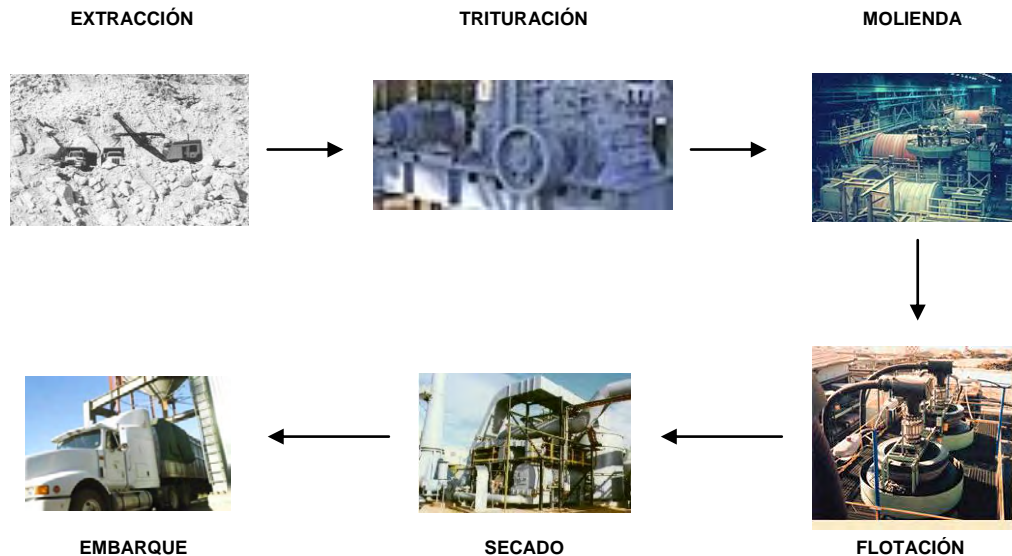 EXTRACCIÓN
TRITURACIÓN
MOLIENDA
EMBARQUE
SECADO
FLOTACIÓN